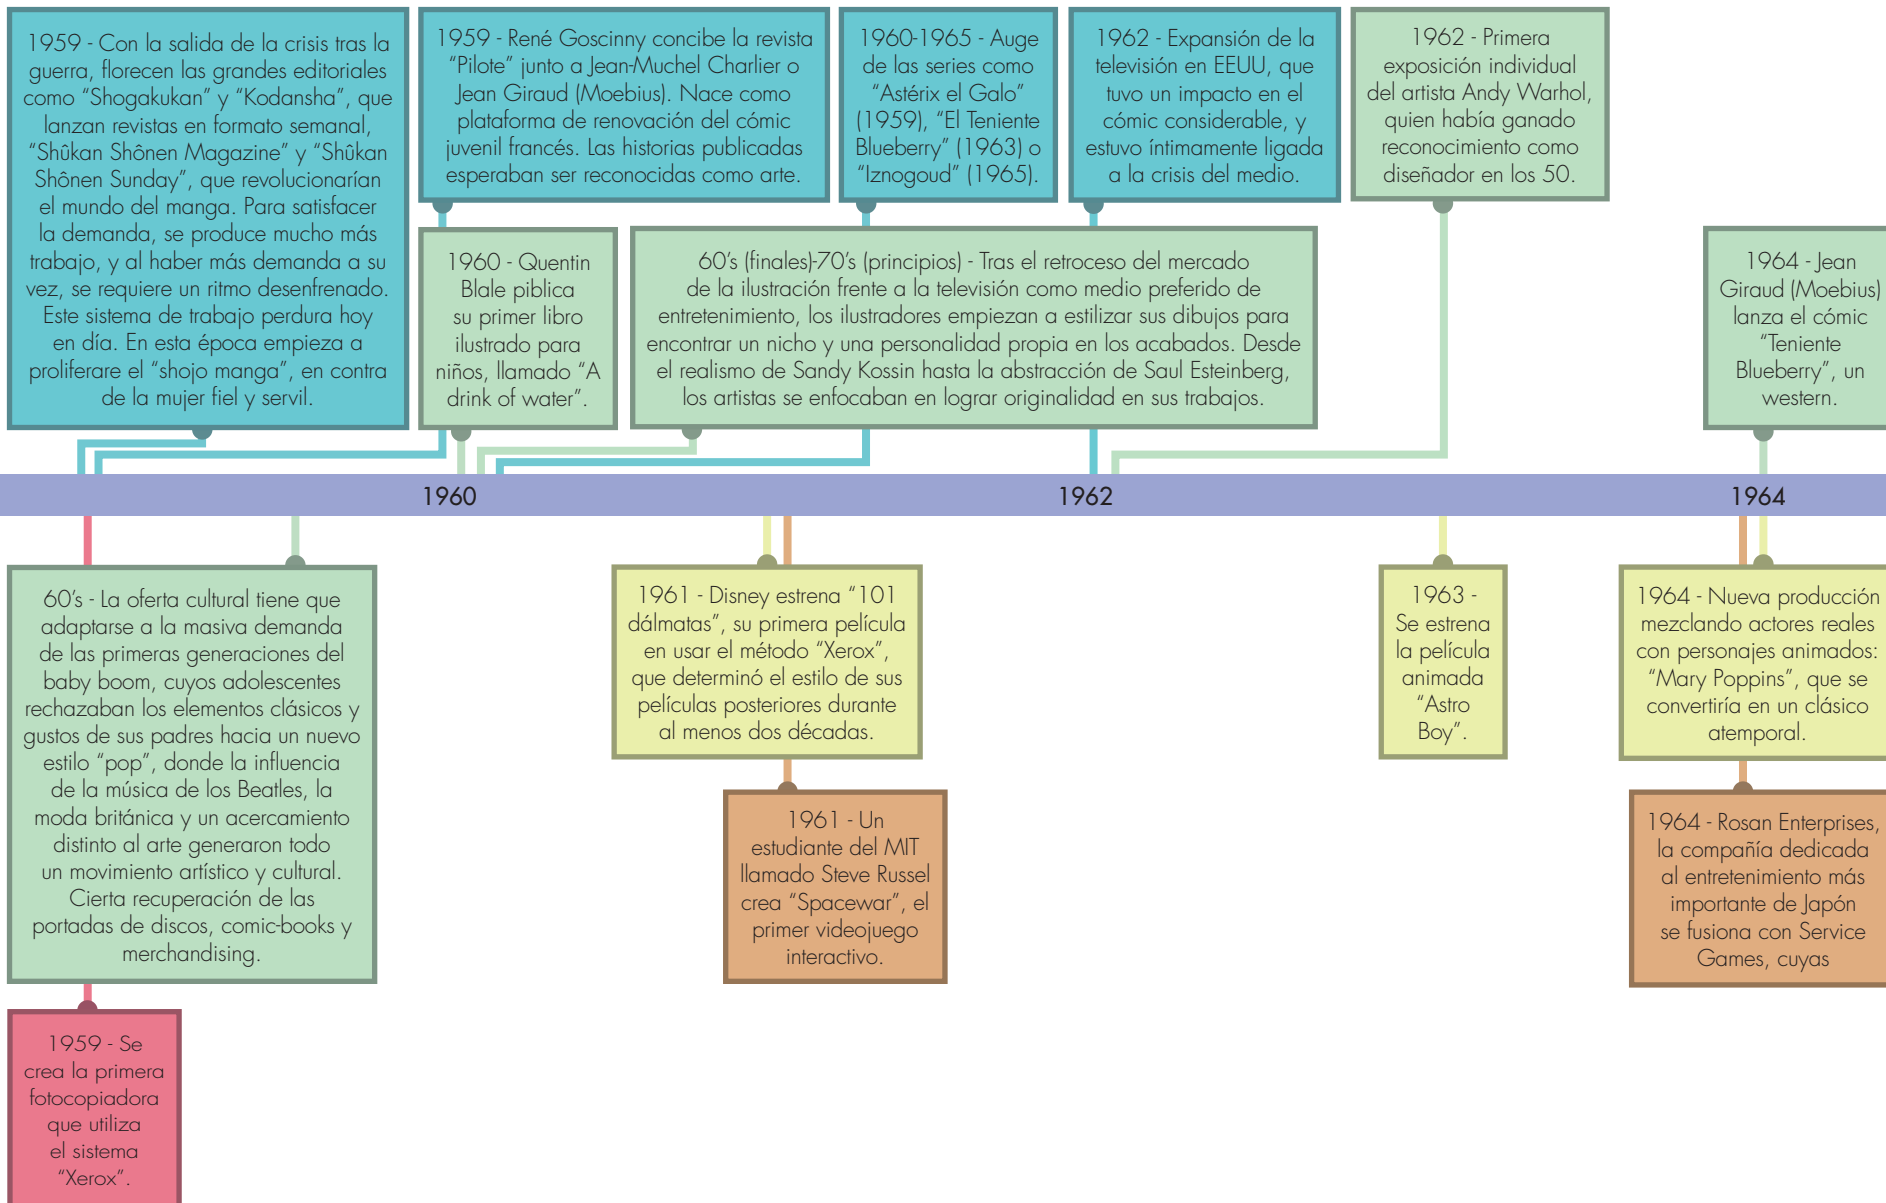 1959 - Con la salida de la crisis tras la
guerra, florecen las grandes editoriales
como “Shogakukan” y “Kodansha”, que
lanzan revistas en formato semanal,
“Shûkan Shônen Magazine” y “Shûkan
Shônen Sunday”, que revolucionarían
el mundo del manga. Para satisfacer
la demanda, se produce mucho más
trabajo, y al haber más demanda a su
vez, se requiere un ritmo desenfrenado.
Este sistema de trabajo perdura hoy
en día. En esta época empieza a
proliferare el “shojo manga”, en contra
de la mujer fiel y servil.
1959 - René Goscinny concibe la revista
“Pilote” junto a Jean-Muchel Charlier o
Jean Giraud (Moebius). Nace como
plataforma de renovación del cómic
juvenil francés. Las historias publicadas
esperaban ser reconocidas como arte.
1960-1965 - Auge
de las series como
“Astérix el Galo”
(1959), “El Teniente
Blueberry” (1963) o
“Iznogoud” (1965).
1962 - Expansión de la
televisión en EEUU, que
tuvo un impacto en el
cómic considerable, y
estuvo íntimamente ligada
a la crisis del medio.
1962 - Primera
exposición individual
del artista Andy Warhol,
quien había ganado
reconocimiento como
diseñador en los 50.
1960 - Quentin
Blale piblica
su primer libro
ilustrado para
niños, llamado “A
drink of water”.
60’s (finales)-70’s (principios) - Tras el retroceso del mercado
de la ilustración frente a la televisión como medio preferido de
entretenimiento, los ilustradores empiezan a estilizar sus dibujos para
encontrar un nicho y una personalidad propia en los acabados. Desde
el realismo de Sandy Kossin hasta la abstracción de Saul Esteinberg,
los artistas se enfocaban en lograr originalidad en sus trabajos.
1964 - Jean
Giraud (Moebius)
lanza el cómic
“Teniente
Blueberry”, un
western.
1960
1962
1964
60’s - La oferta cultural tiene que
adaptarse a la masiva demanda
de las primeras generaciones del
baby boom, cuyos adolescentes
rechazaban los elementos clásicos y
gustos de sus padres hacia un nuevo
estilo “pop”, donde la influencia
de la música de los Beatles, la
moda británica y un acercamiento
distinto al arte generaron todo
un movimiento artístico y cultural.
Cierta recuperación de las
portadas de discos, comic-books y
merchandising.
1961 - Disney estrena “101
dálmatas”, su primera película
en usar el método “Xerox”,
que determinó el estilo de sus
películas posteriores durante
al menos dos décadas.
1963 -
Se estrena
la película
animada
“Astro
Boy”.
1964 - Nueva producción
mezclando actores reales
con personajes animados:
“Mary Poppins”, que se
convertiría en un clásico
atemporal.
1961 - Un
estudiante del MIT
llamado Steve Russel
crea “Spacewar”, el
primer videojuego
interactivo.
1964 - Rosan Enterprises,
la compañía dedicada
al entretenimiento más
importante de Japón
se fusiona con Service
Games, cuyas
1959 - Se
crea la primera
fotocopiadora
que utiliza
el sistema
“Xerox”.